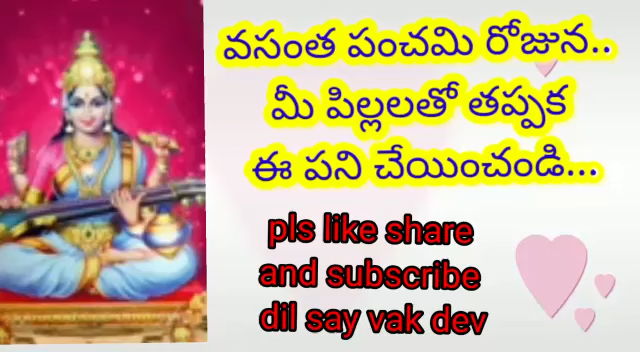 వసంత పంచమి రోజున..
మీ పిల్లలతో తప్పక
ఈ పని చేయించండి...
pls like share
and subscribe
dil say vak dev